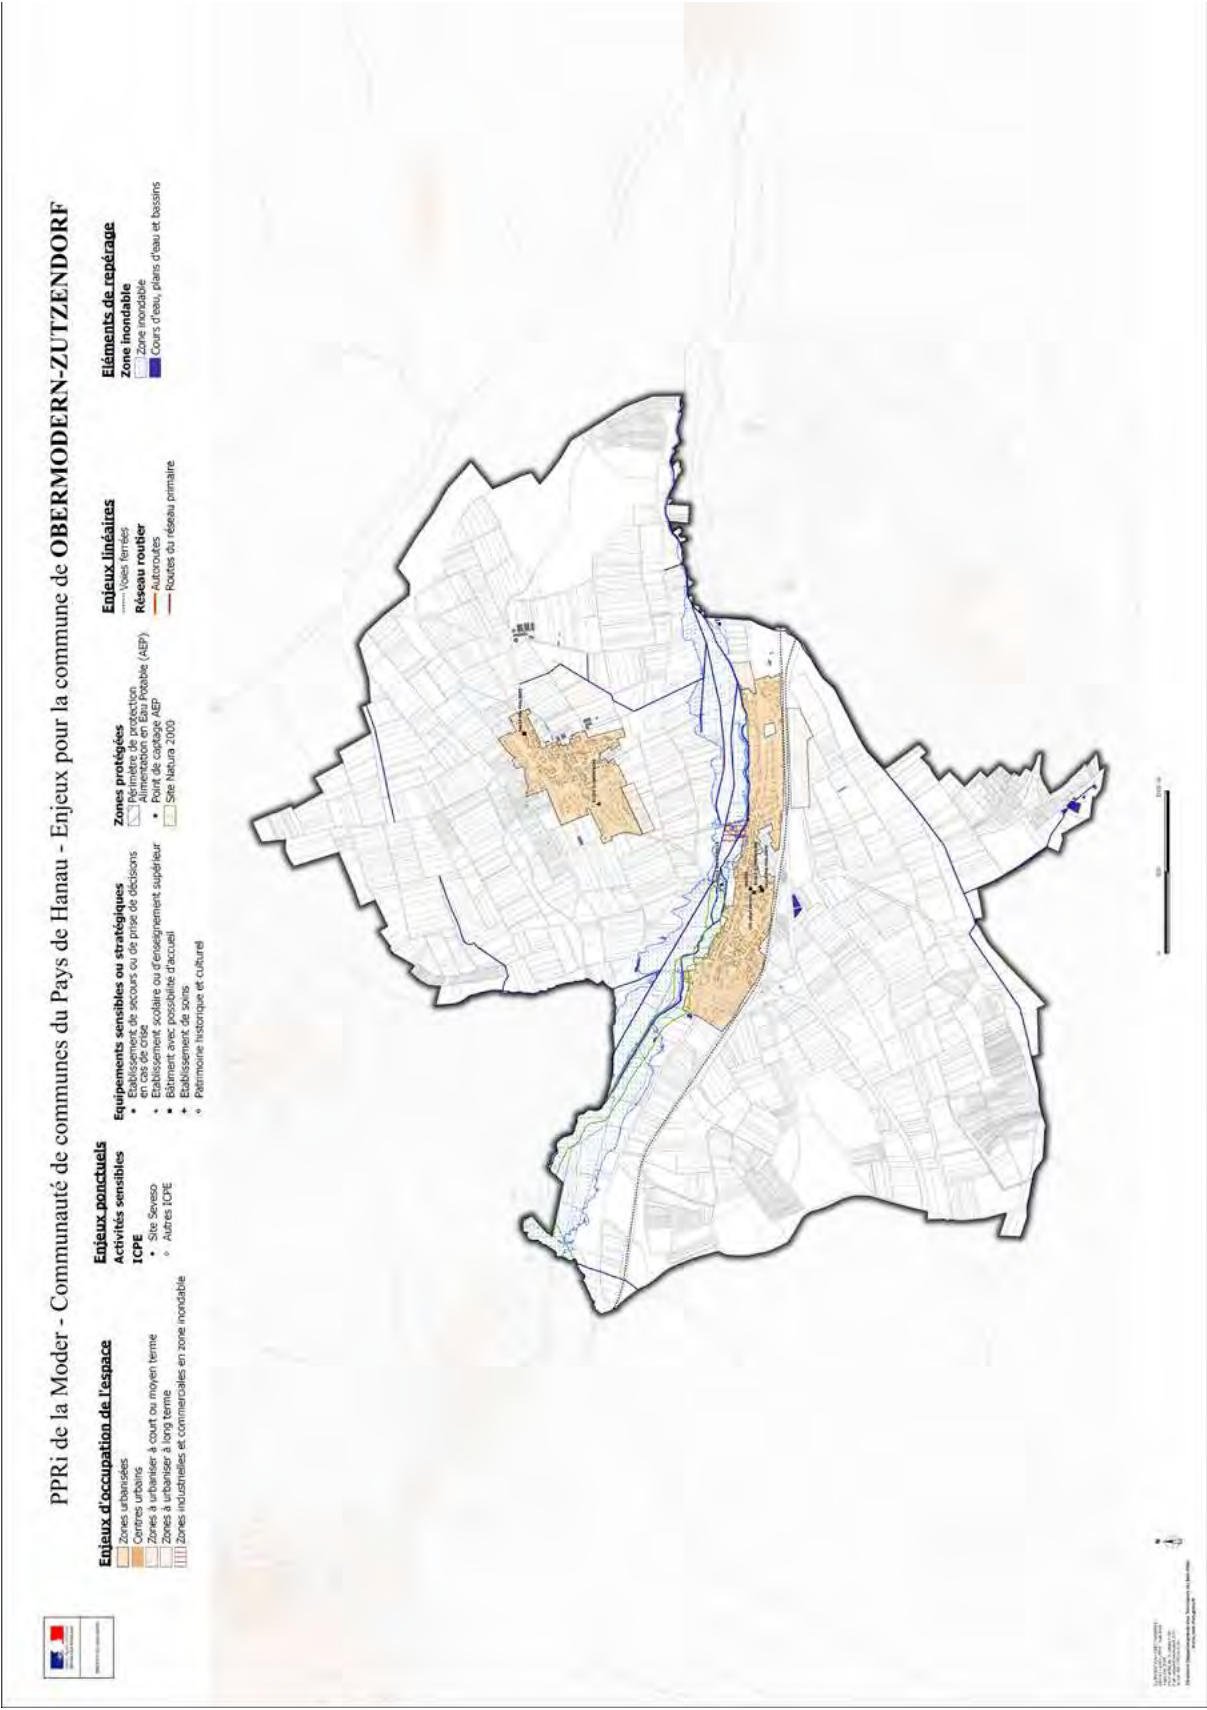 PPRi de la Moder - Communauté de communes du Pays de Hanau - Enjeux pour la commune de OBERMODERN-ZUTZENDORF
Enjeux d'occupation de l'espace
Zones urbanisées
Centres urbains
Zones à urbaniser à court ou moyen terme
Zones à urbaniser à long terme
Zones industrielles et commerciales en zone inondable
Enjeux ponctuels
Activités sensibles
ICPE
Site Seveso
Autres ICPE
Equipements sensibles ou stratégiques
Etablissement de secours ou de prise de décisions
en cas de crise
Etablissement scolaire ou d'enseignement supérieur
Bâtiment avec possibilité d'accueil
Etablissement de soins
Patrimoine historique et culturel
Zones protégées
Périmètre de protection
Alimentation en Eau Potable (AEP)
Point de captage AEP
Site Natura 2000
Enjeux linéaires
Voies ferrées
Réseau routier
Autoroutes
Routes du réseau primaire
Eléments de repérage
Zone inondable
Zone inondable
Cours d'eau, plans d'eau et bassins